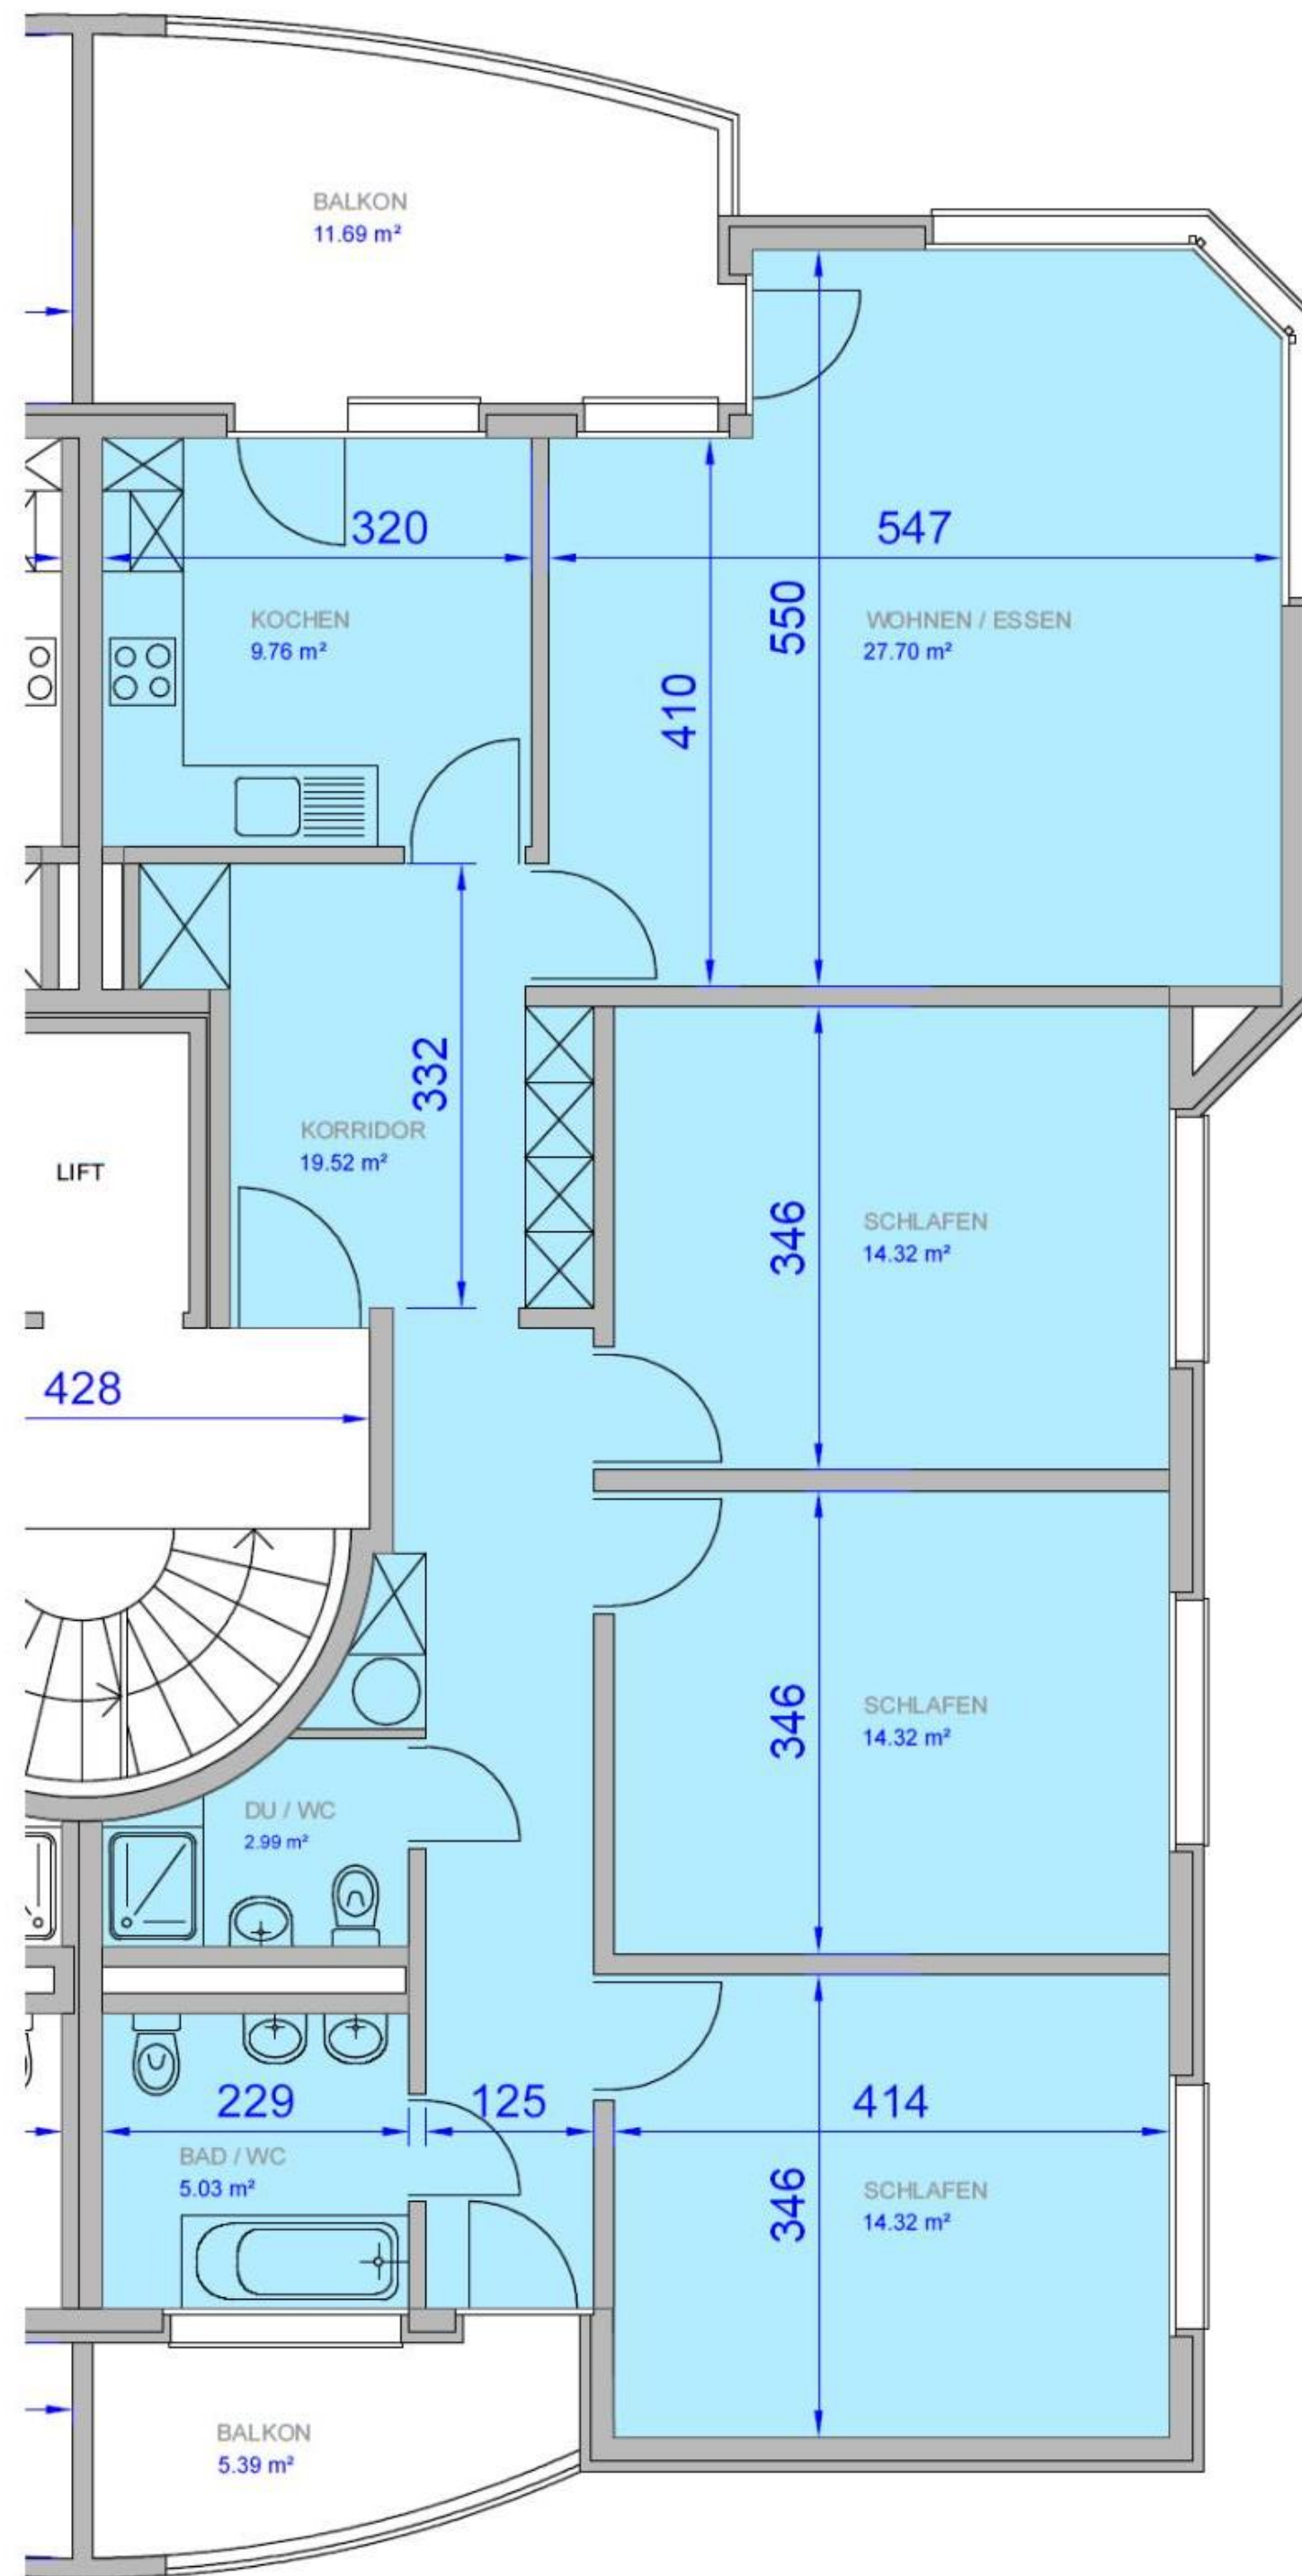 BALKON
11.69 m²
320
547
KOCHEN
9.76 m²
550
WOHNEN / ESSEN
27.70 m²
410
332
KORRIDOR
19.52 m²
LIFT
346
SCHLAFEN
14.32 m²
428
346
SCHLAFEN
14.32 m²
DU / WC
2.99 m²
229
125
414
BAD / WC
5.03 m²
346
SCHLAFEN
14.32 m²
BALKON
5.39 m²